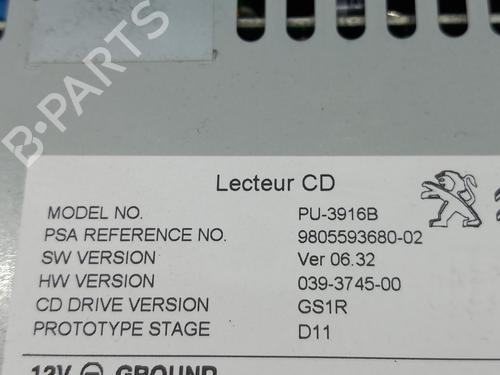 B-PARTS
Lecteur CD
MODEL NO. PU-3916B
PSA REFERENCE NO. 9805593680-02
SW VERSION Ver 06.32
HW VERSION 039-3745-00
CD DRIVE VERSION GS1R
PROTOTYPE STAGE D11
12V GROUND